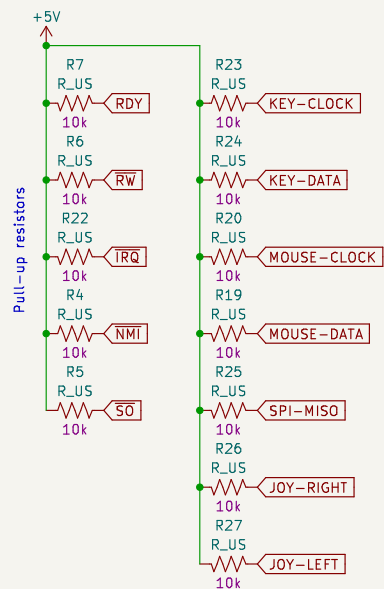 +5V
Pull-up resistors
R7
R_US
RDY
10k
R6
R_US
RW
10k
R22
R_US
IRQ
10k
R4
R_US
NMI
10k
R5
R_US
SO
10k
R23
R_US
KEY-CLOCK
10k
R24
R_US
KEY-DATA
10k
R20
R_US
MOUSE-CLOCK
10k
R19
R_US
MOUSE-DATA
10k
R25
R_US
SPI-MISO
10k
R26
R_US
JOY-RIGHT
10k
R27
R_US
JOY-LEFT
10k